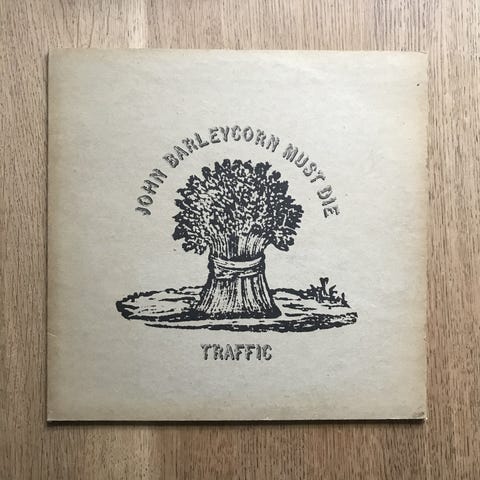 JOHN BARLEYCORN MUST DIE
TRAFFIC